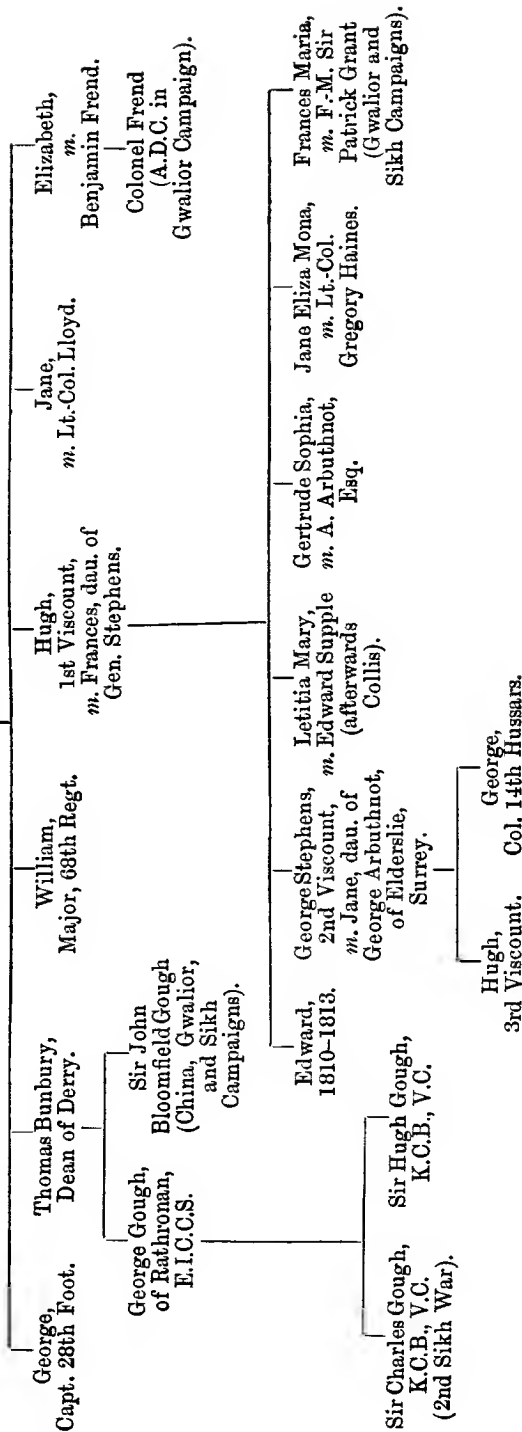 George,
Capt. 28th Foot.
Thomas Bunbury,
Dean of Derry.
William,
Major, 68th Regt.
Hugh,
1st Viscount,
m. Frances, dau. of
Gen. Stephens.
Jane,
m. Lt.-Col. Lloyd.
Elizabeth,
m.
Benjamin Frend.
Colonel Frend
(A.D.C. in
Gwalior Campaign).
George Gough,
of Rathronan,
E.I.C.C.S.
Sir John
Bloomfield Gough
(China, Gwalior,
and Sikh
Campaigns).
Edward,
1810–1813.
George Stephens,
2nd Viscount,
m. Jane, dau. of
George Arbuthnot,
of Elderslie,
Surrey.
Letitia Mary,
m. Edward Supple
(afterwards
Collis).
Gertrude Sophia,
m. A. Arbuthnot,
Esq.
Jane Eliza Mona,
m. Lt.-Col.
Gregory Haines.
Frances Maria,
m. F.-M. Sir
Patrick Grant
(Gwalior and
Sikh Campaigns).
Sir Charles Gough,
K.C.B., V.C.
(2nd Sikh War).
Sir Hugh Gough,
K.C.B., V.C.
Hugh,
3rd Viscount.
George,
Col. 14th Hussars.